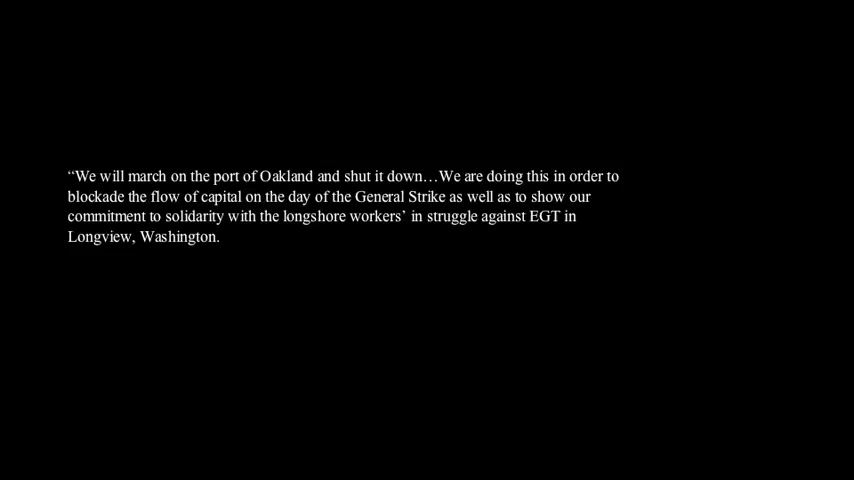 “We will march on the port of Oakland and shut it down…We are doing this in order to
blockade the flow of capital on the day of the General Strike as well as to show our
commitment to solidarity with the longshore workers’ in struggle against EGT in
Longview, Washington.